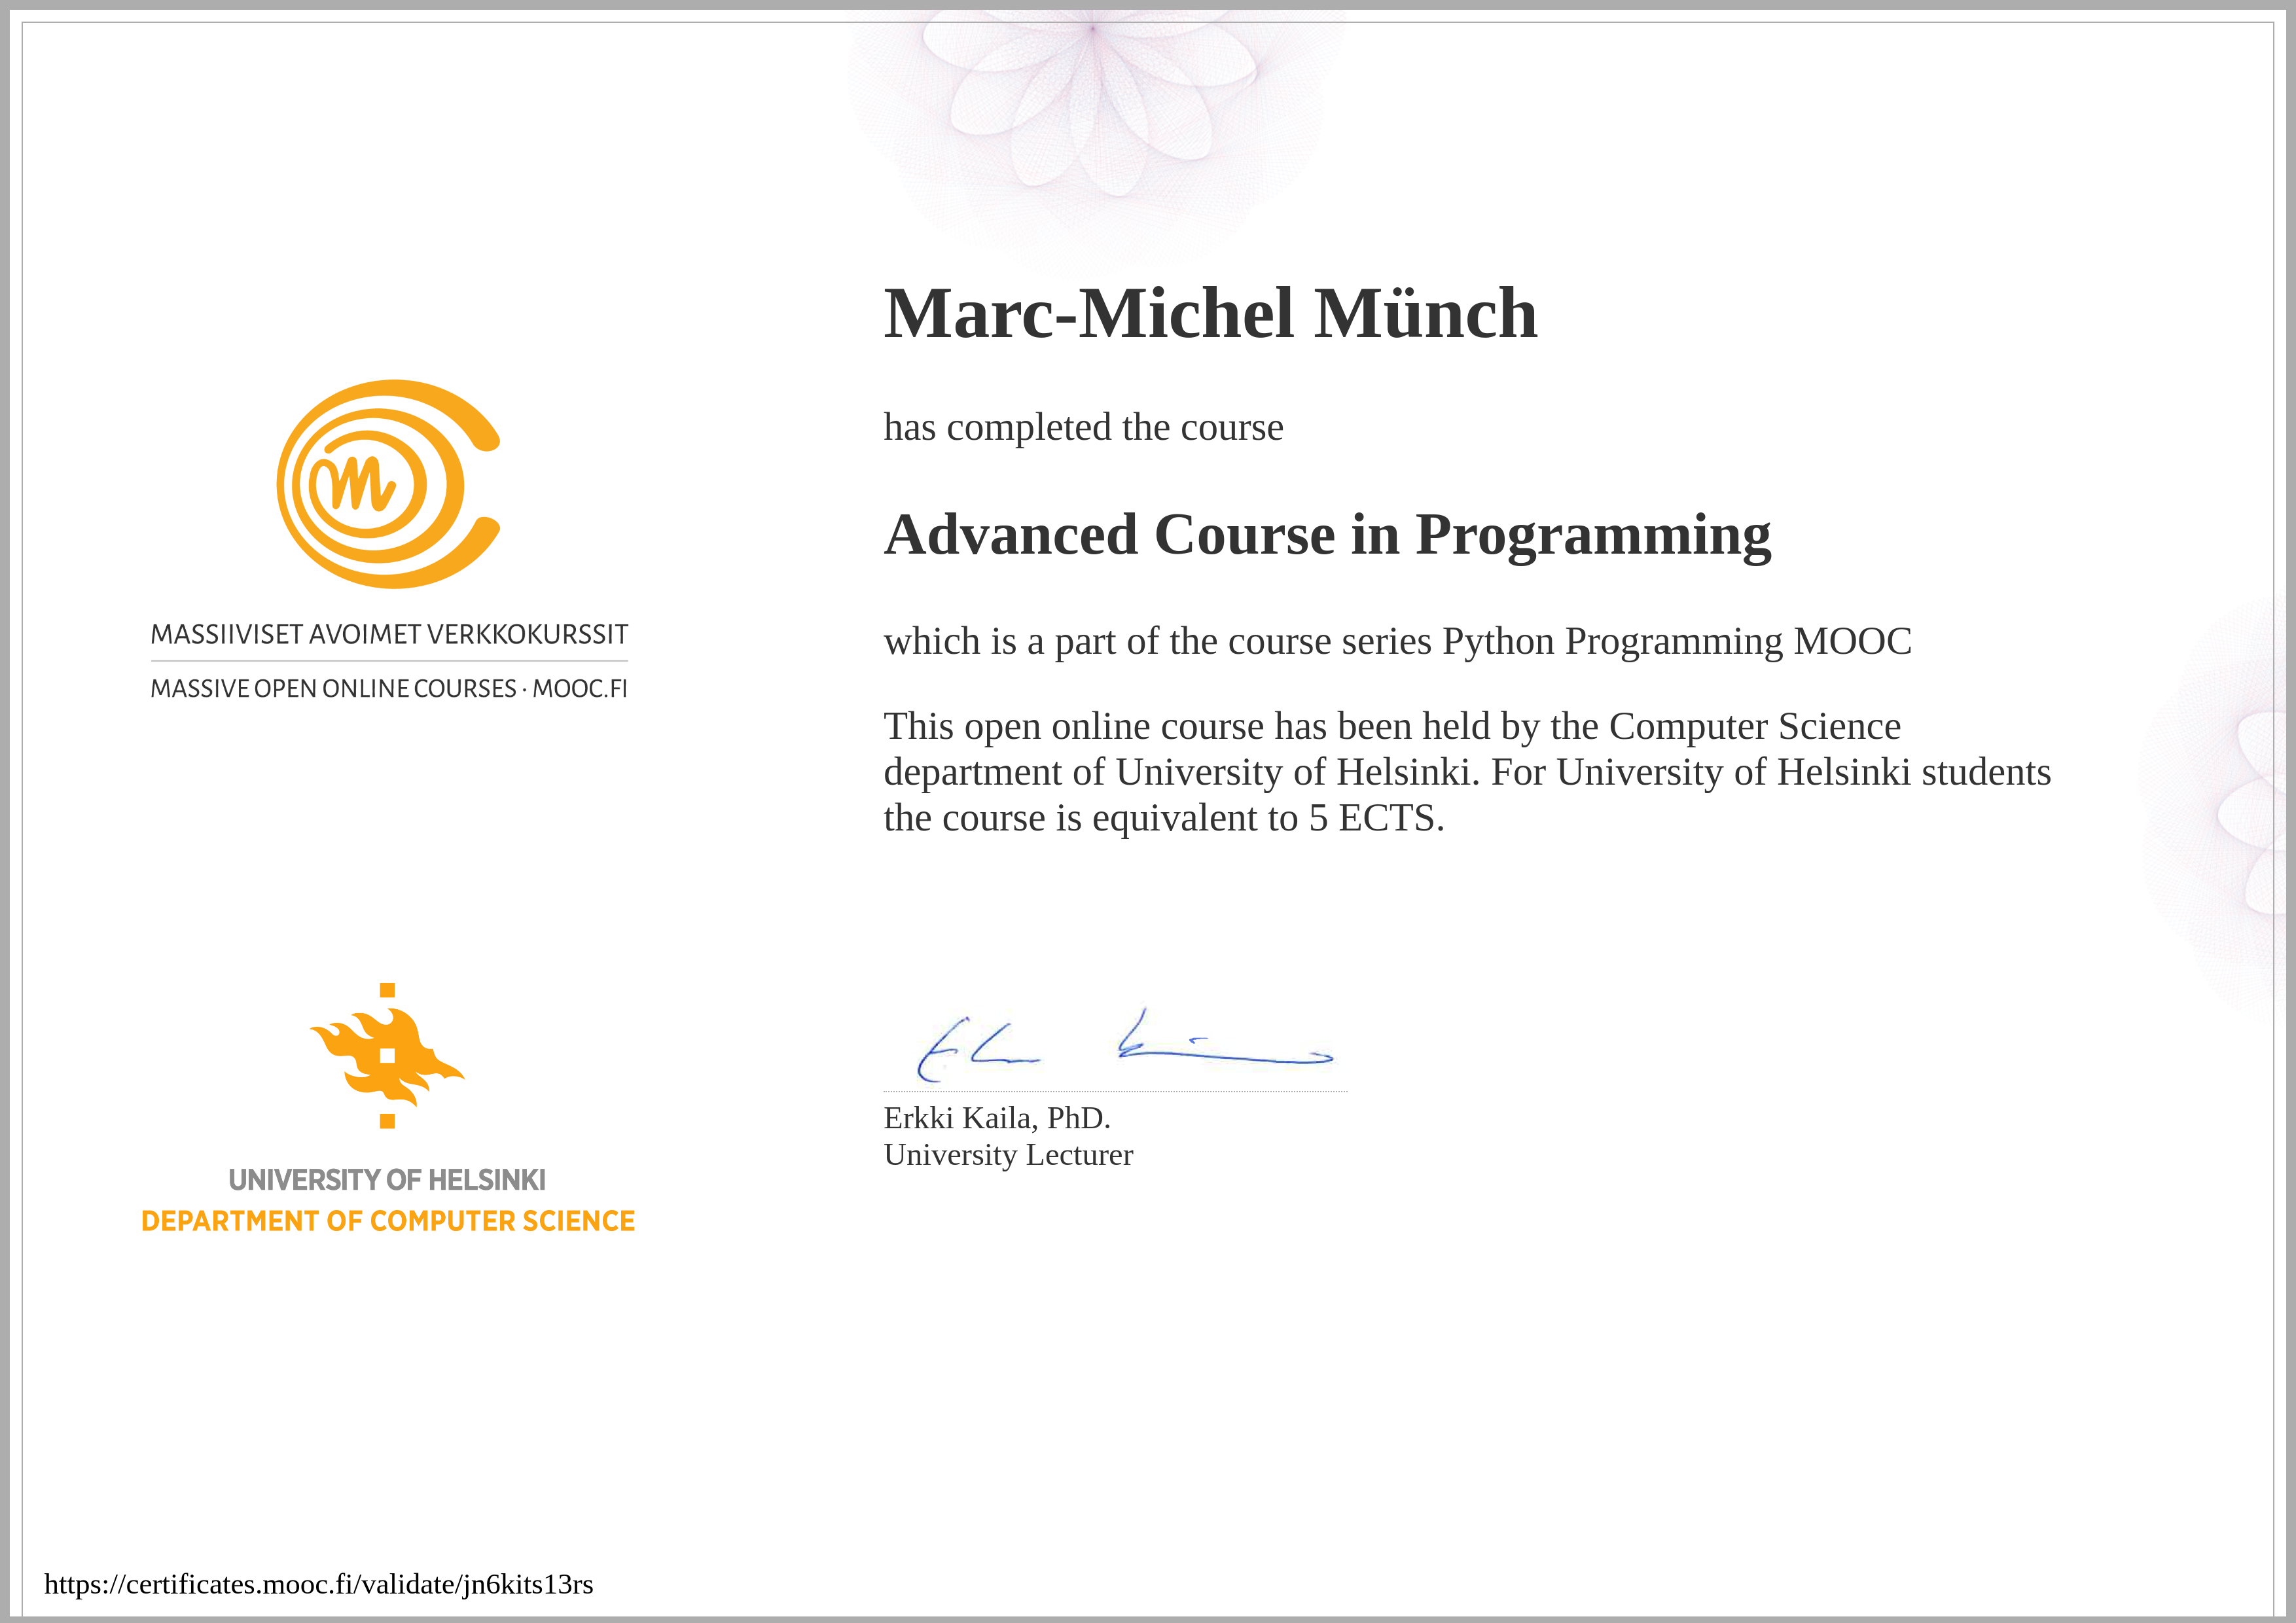 Marc-Michel Münch
has completed the course
Advanced Course in Programming
which is a part of the course series Python Programming MOOC
This open online course has been held by the Computer Science
department of University of Helsinki. For University of Helsinki students
the course is equivalent to 5 ECTS.
MASSIIVISET AVOIMET VERKKOKURSSIT
MASSIVE OPEN ONLINE COURSES · MOOC.FI
UNIVERSITY OF HELSINKI
DEPARTMENT OF COMPUTER SCIENCE
Erkki Kaila, PhD.
University Lecturer
https://certificates.mooc.fi/validate/jn6kits13rs